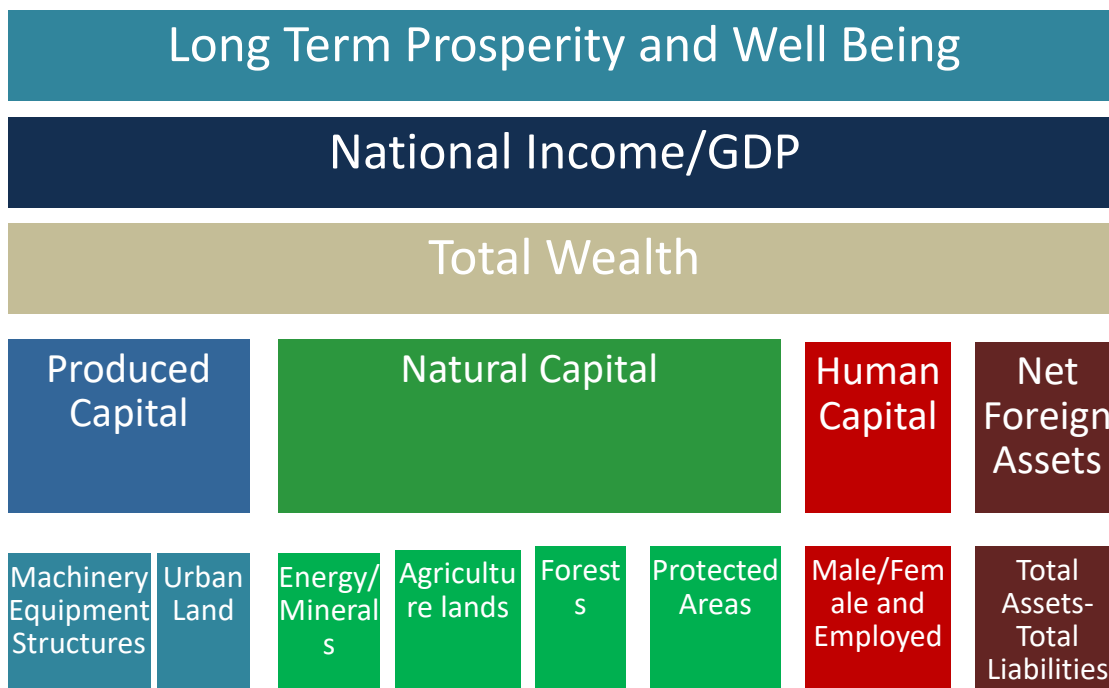 Long Term Prosperity and Well Being
National Income/GDP
Total Wealth
Produced
Capital
Natural Capital
Human
Capital
Net
Foreign
Assets
Machinery
Equipment
Structures
Urban
Land
Energy/
Mineral
s
Agricultu
re lands
Forest
s
Protected
Areas
Male/Fem
ale and
Employed
Total
Assets-
Total
Liabilities